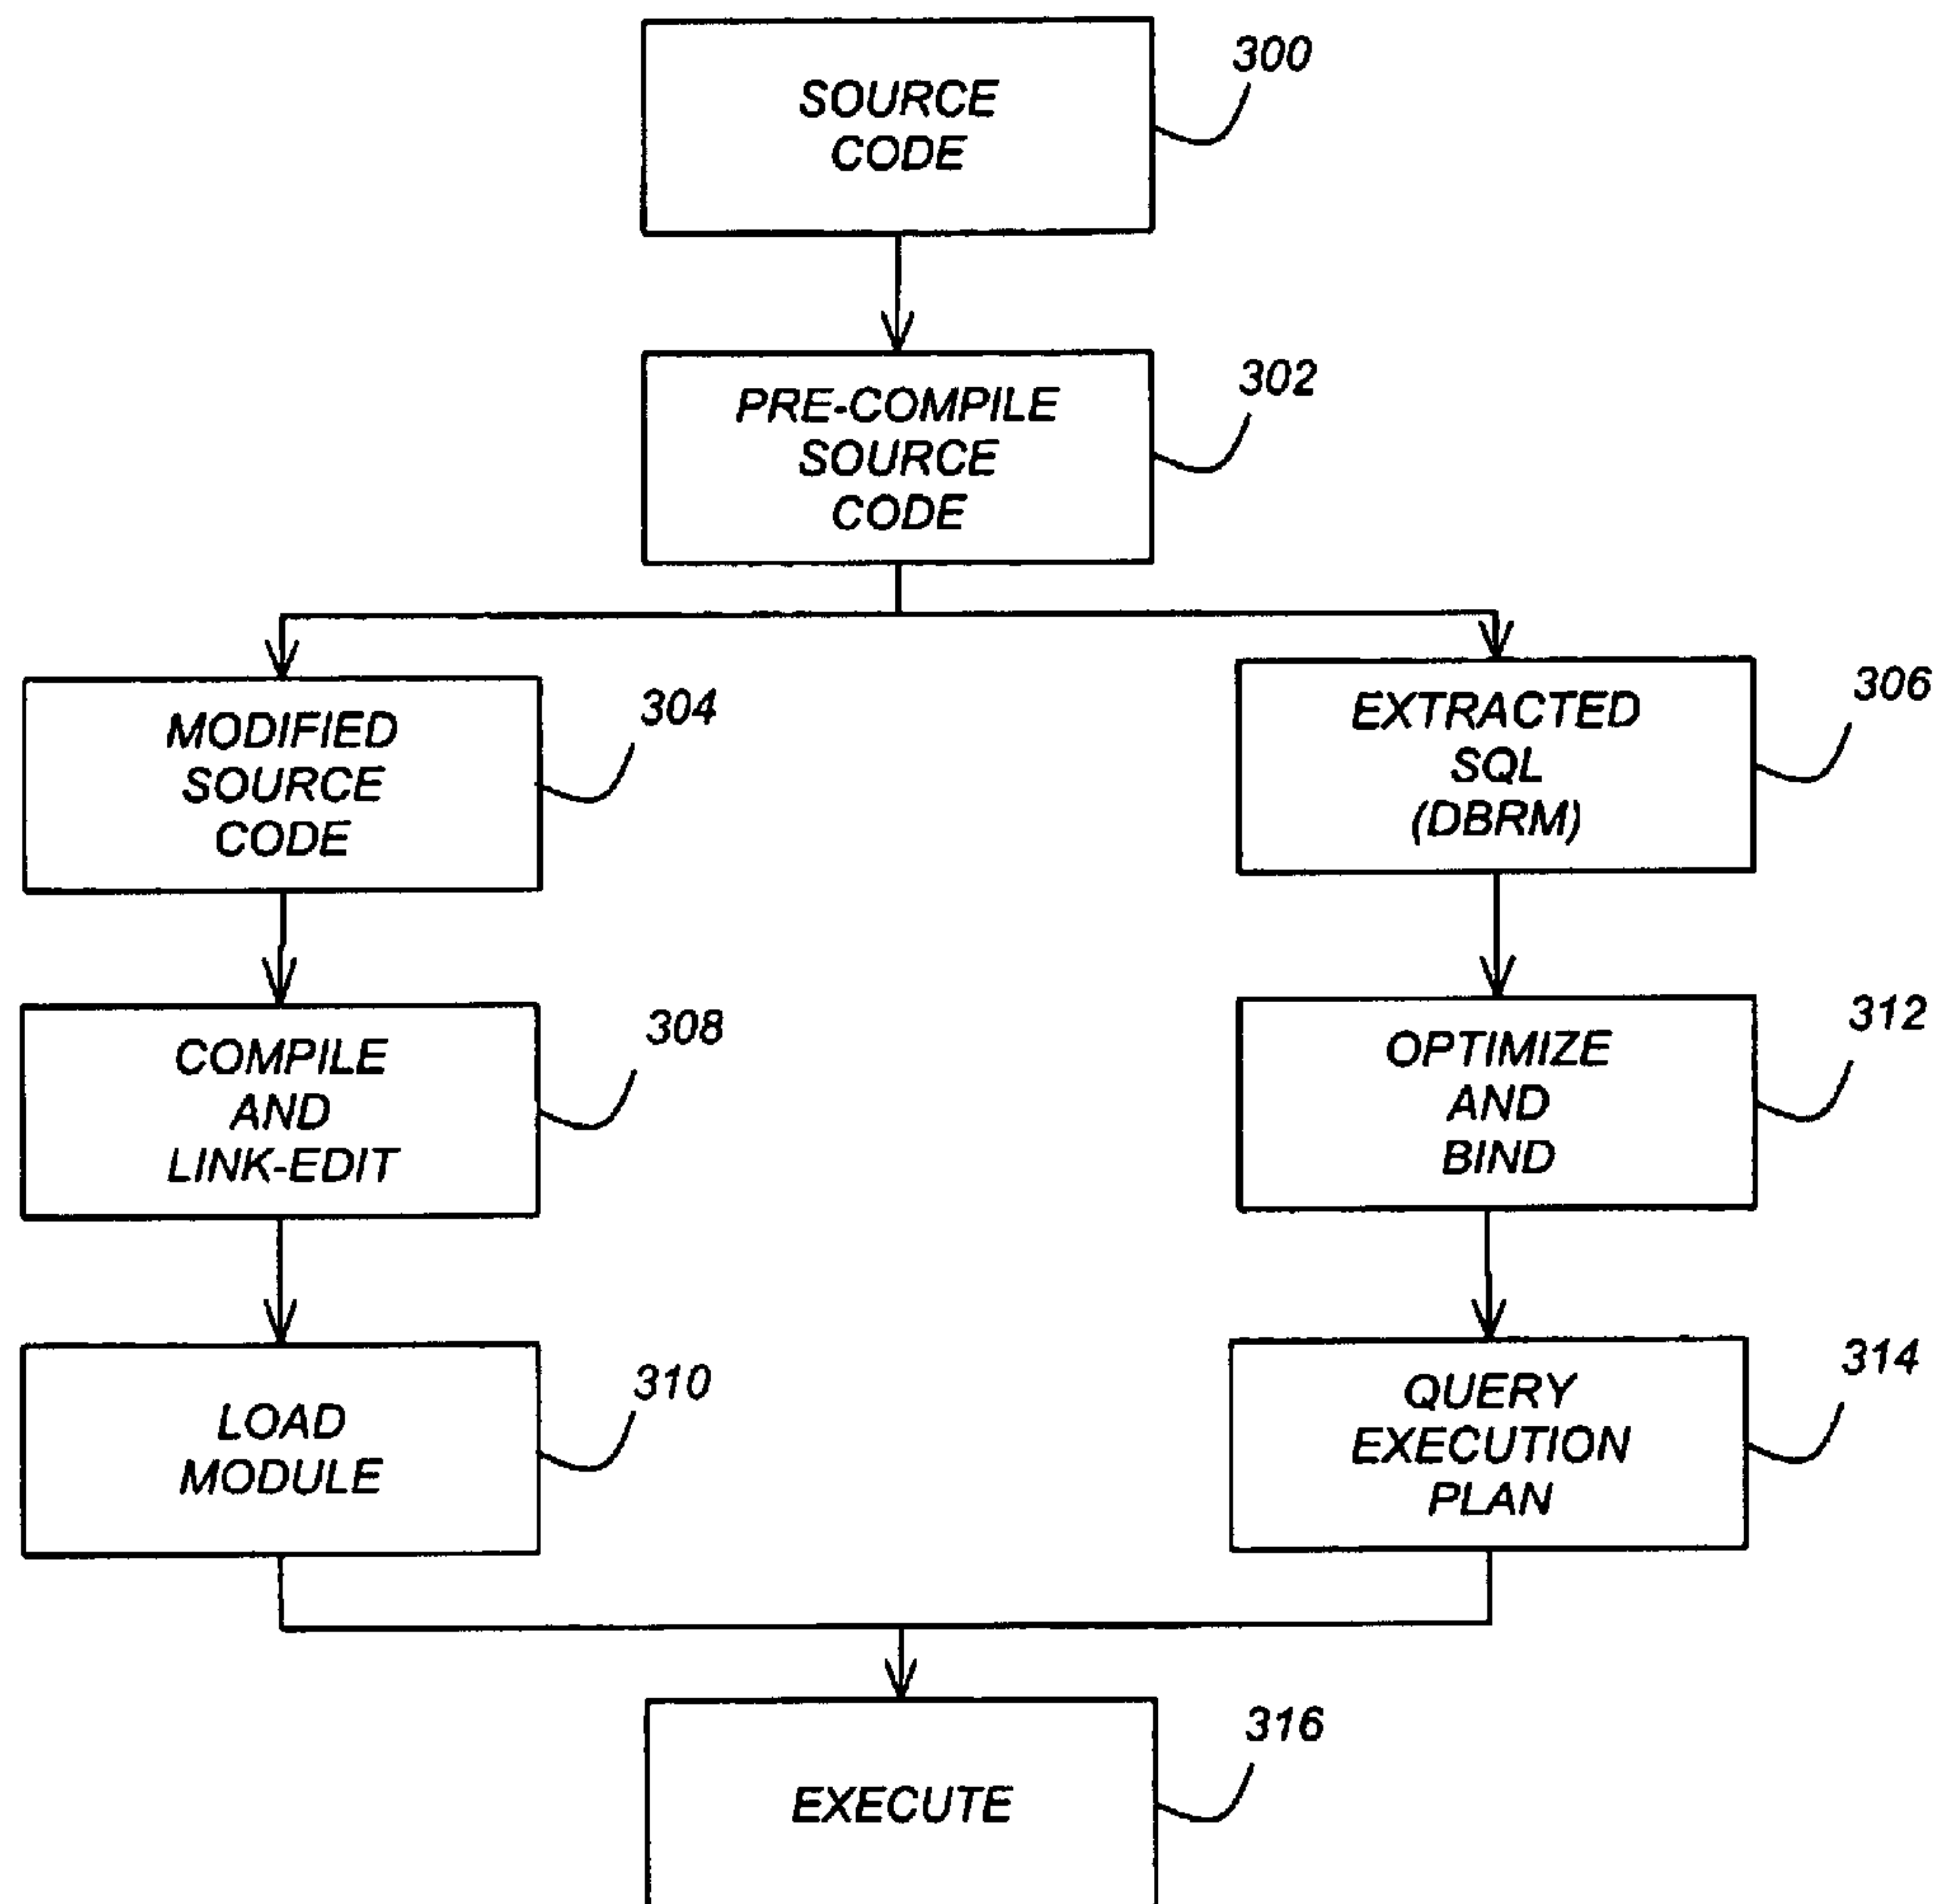 SOURCE
CODE
300
PRE-COMPILE
SOURCE
CODE
302
MODIFIED
SOURCE
CODE
304
EXTRACTED
SQL
(DBRM)
306
COMPILE
AND
LINK-EDIT
308
OPTIMIZE
AND
BIND
312
LOAD
MODULE
310
QUERY
EXECUTION
PLAN
314
EXECUTE
316